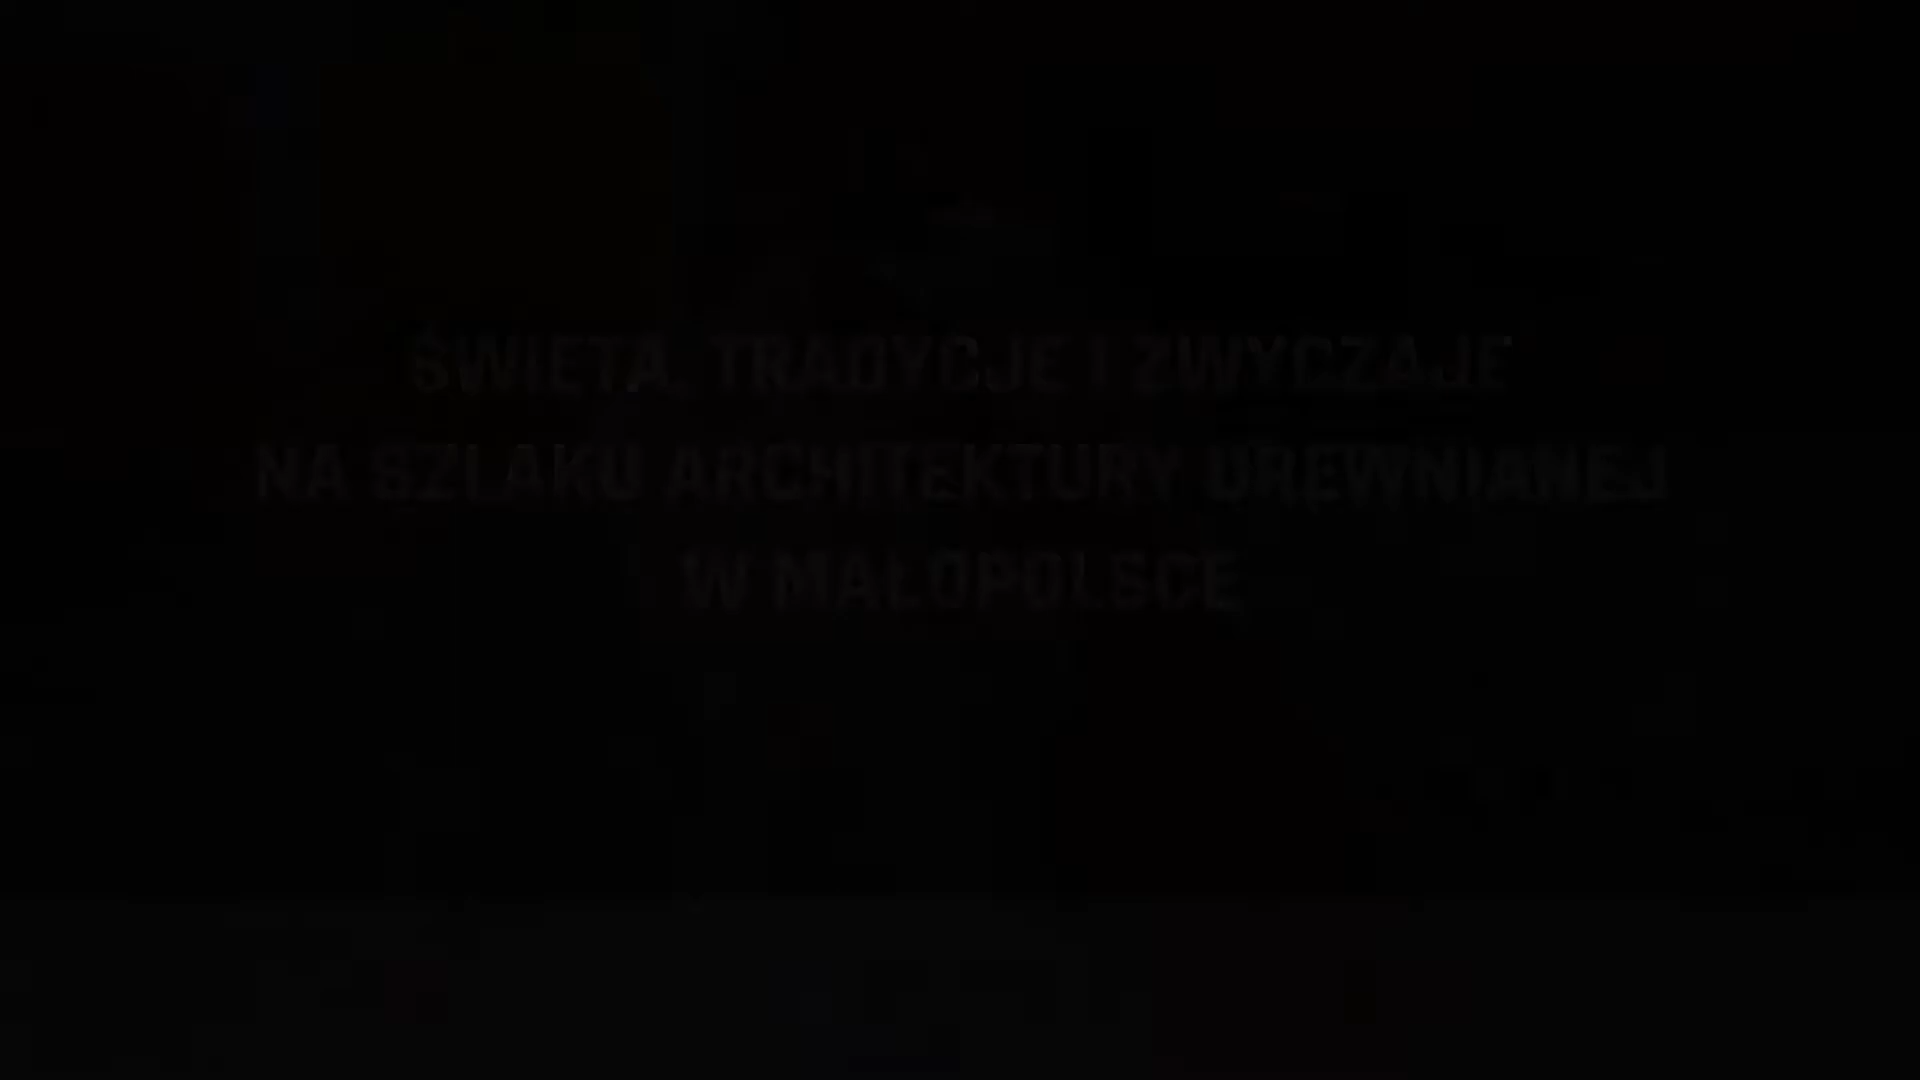 ŚWIĘTA, TRADYCJE I ZWYCZAJE
NA SZLAKU ARCHITEKTURY DREWNIANEJ
W MAŁOPOLSCE